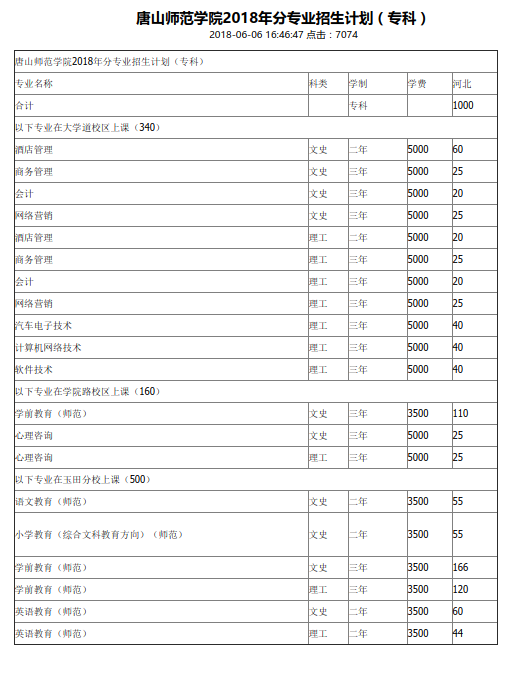 唐山师范学院2018年分专业招生计划（专科）
2018-06-06 16:46:47 点击：7074
唐山师范学院2018年分专业招生计划（专科）
专业名称 科类 学制 学费 河北
合计 专科 1000
以下专业在大学道校区上课（340）
酒店管理 文史 二年 5000 60
商务管理 文史 三年 5000 25
会计 文史 三年 5000 20
网络营销 文史 三年 5000 25
酒店管理 理工 二年 5000 20
商务管理 理工 三年 5000 25
会计 理工 三年 5000 20
网络营销 理工 三年 5000 25
汽车电子技术 理工 三年 5000 40
计算机网络技术 理工 三年 5000 40
软件技术 理工 三年 5000 40
以下专业在学院路校区上课（160）
学前教育（师范） 文史 三年 3500 110
心理咨询 文史 三年 5000 25
心理咨询 理工 三年 5000 25
以下专业在玉田分校上课（500）
语文教育（师范） 文史 二年 3500 55
小学教育（综合文科教育方向）（师范） 文史 二年 3500 55
学前教育（师范） 文史 三年 3500 166
学前教育（师范） 理工 三年 3500 120
英语教育（师范） 文史 二年 3500 60
英语教育（师范） 理工 二年 3500 44